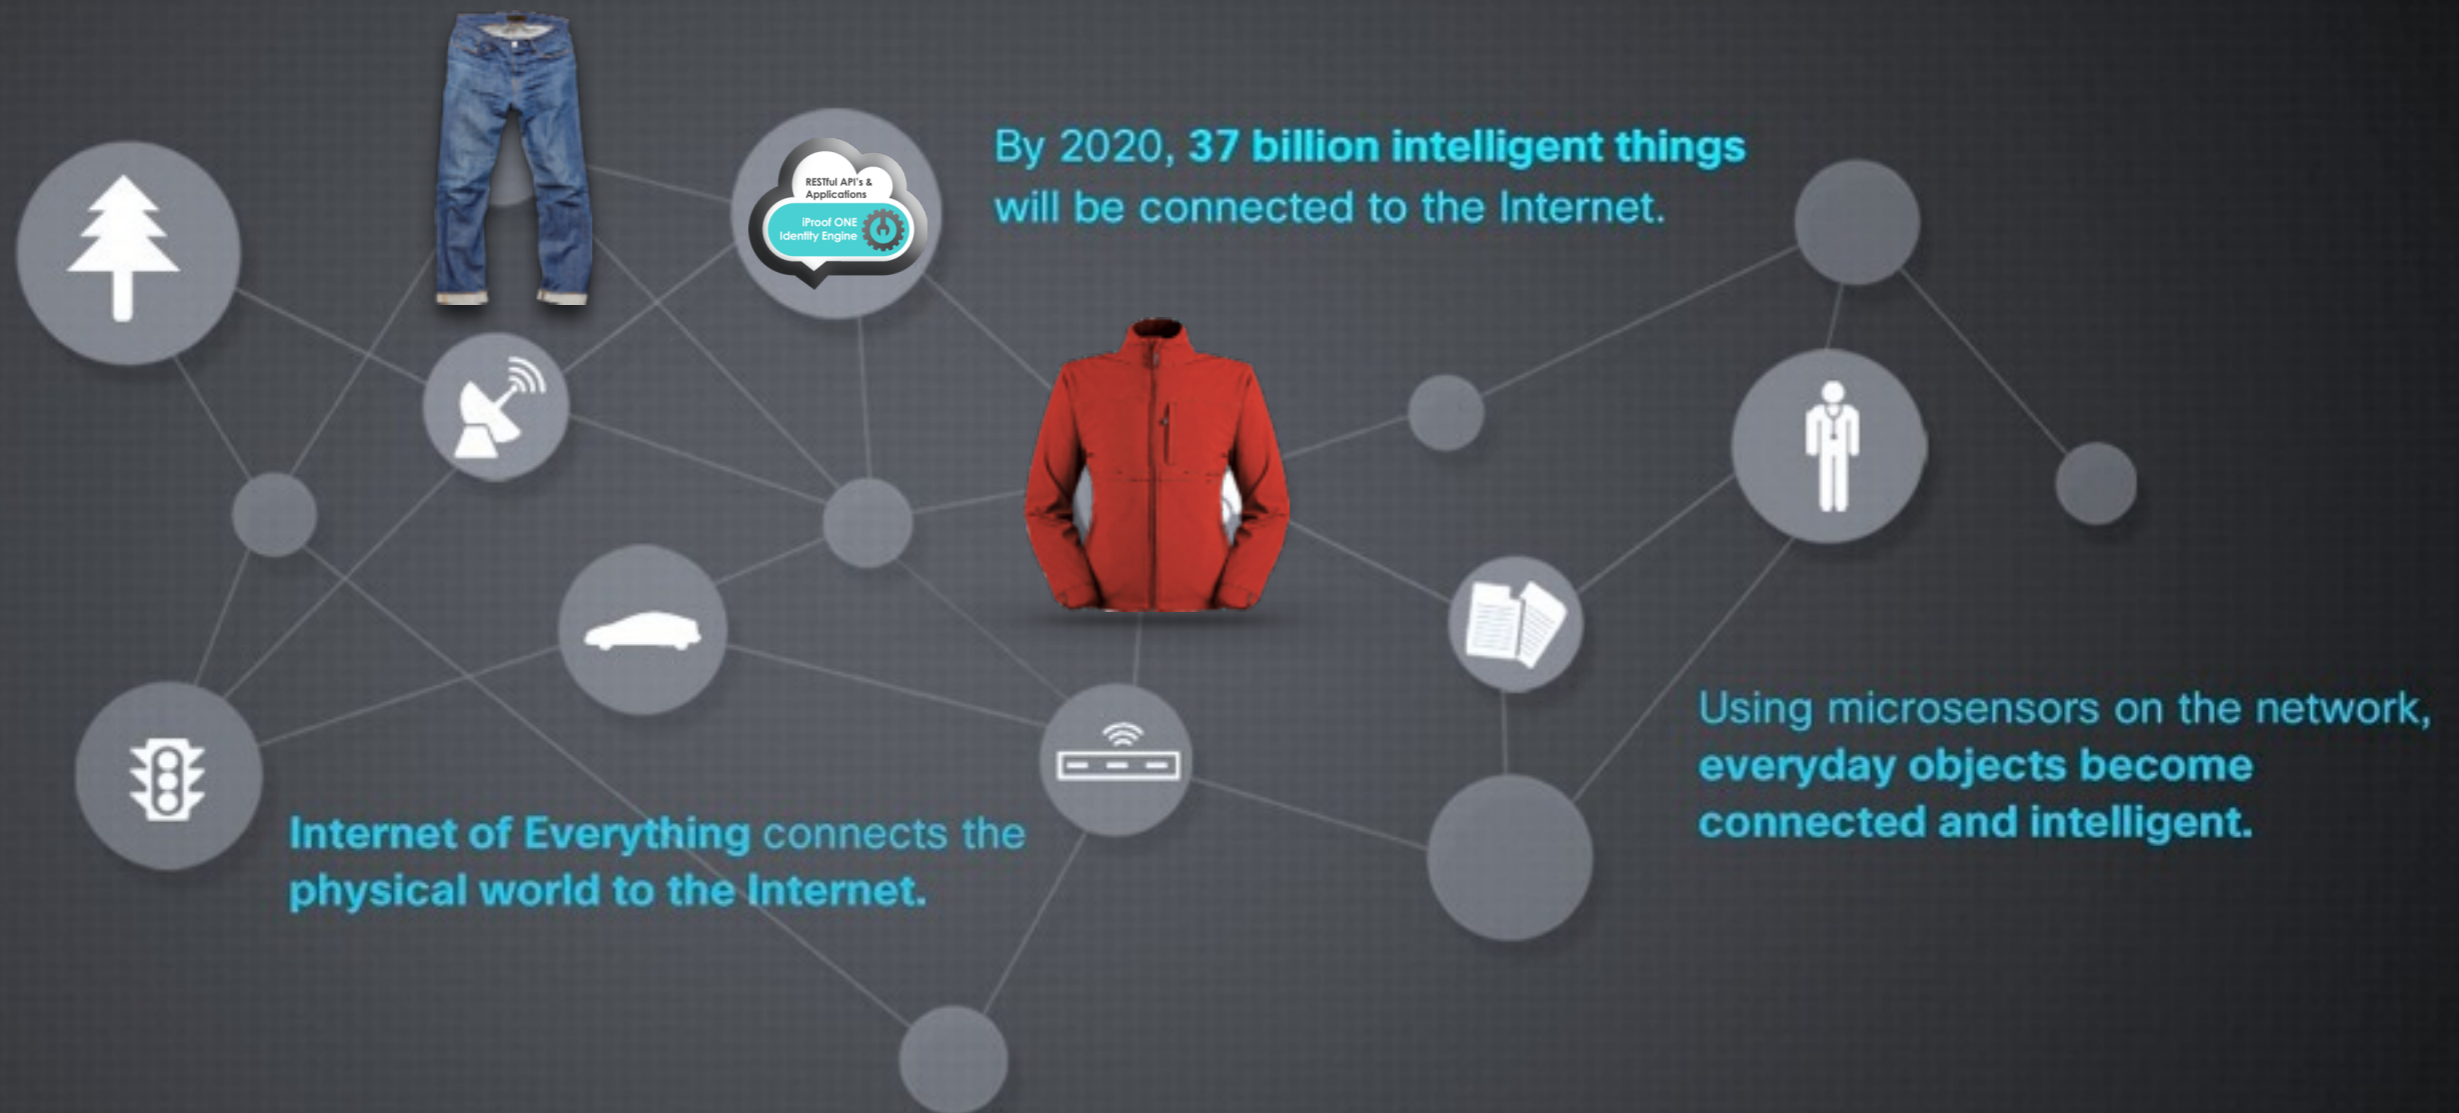 RESTful API's &
Applications
iProof ONE
Identity Engine
By 2020, 37 billion intelligent things
will be connected to the Internet.
Using microsensors on the network,
everyday objects become
connected and intelligent.
Internet of Everything connects the
physical world to the Internet.